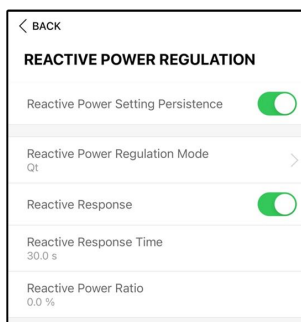 BACK
REACTIVE POWER REGULATION
Reactive Power Setting Persistence
Reactive Power Regulation Mode
Qt
Reactive Response
Reactive Response Time
30.0 s
Reactive Power Ratio
0.0 %